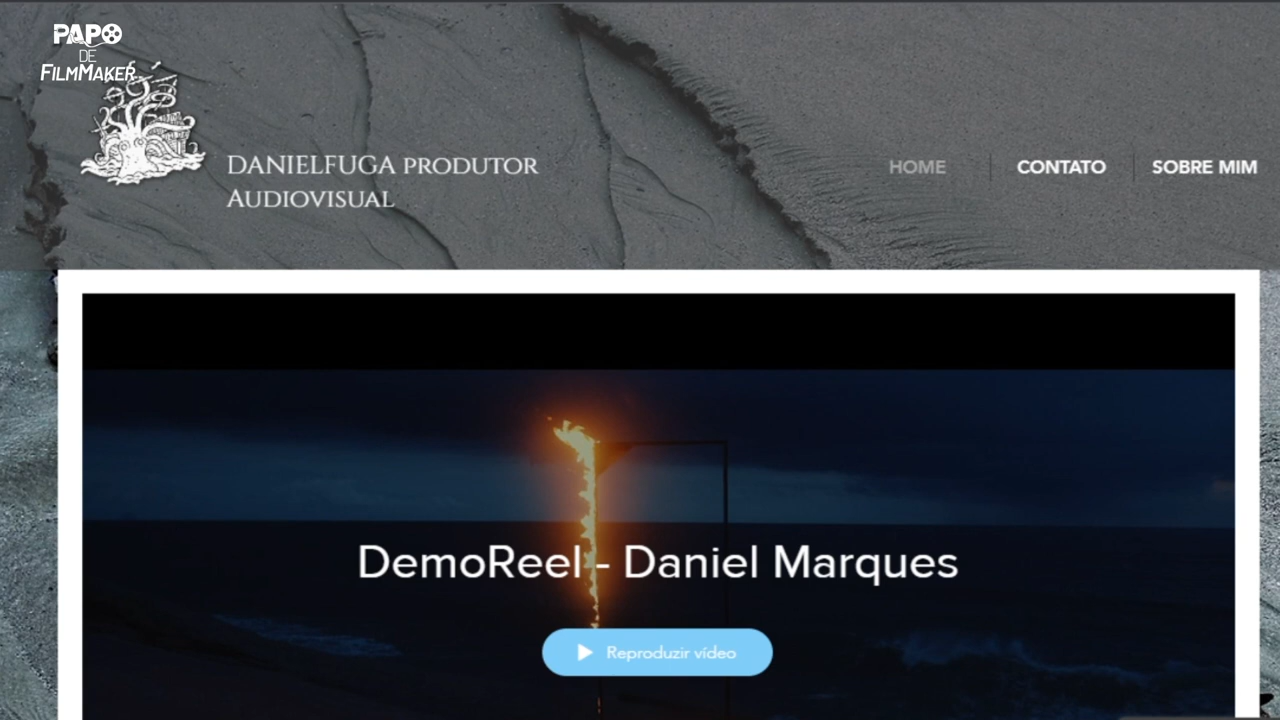 PAPO
DE
FILMMAKER
DANIELFUGA PRODUTOR
AUDIOVISUAL
HOME
CONTATO
SOBRE MIM
DemoReel - Daniel Marques
Reproduzir vídeo